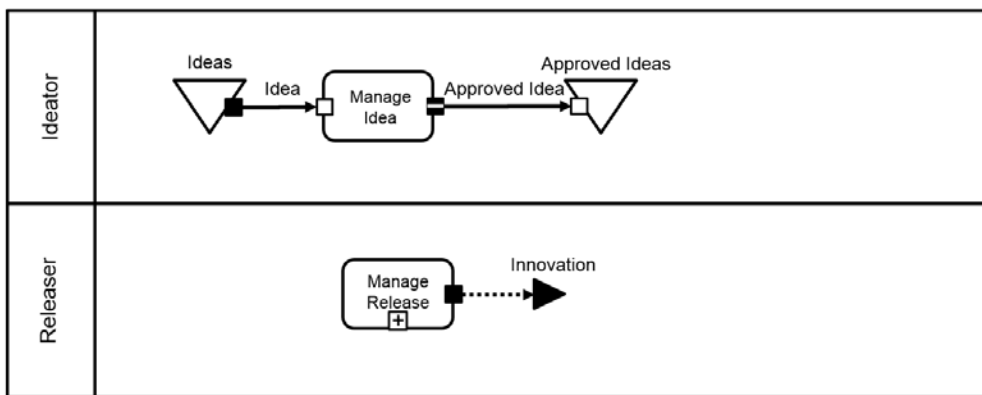 Ideator
Ideas
Idea
Manage
Idea
Approved Idea
Approved Ideas
Releaser
Manage
Release
+
Innovation